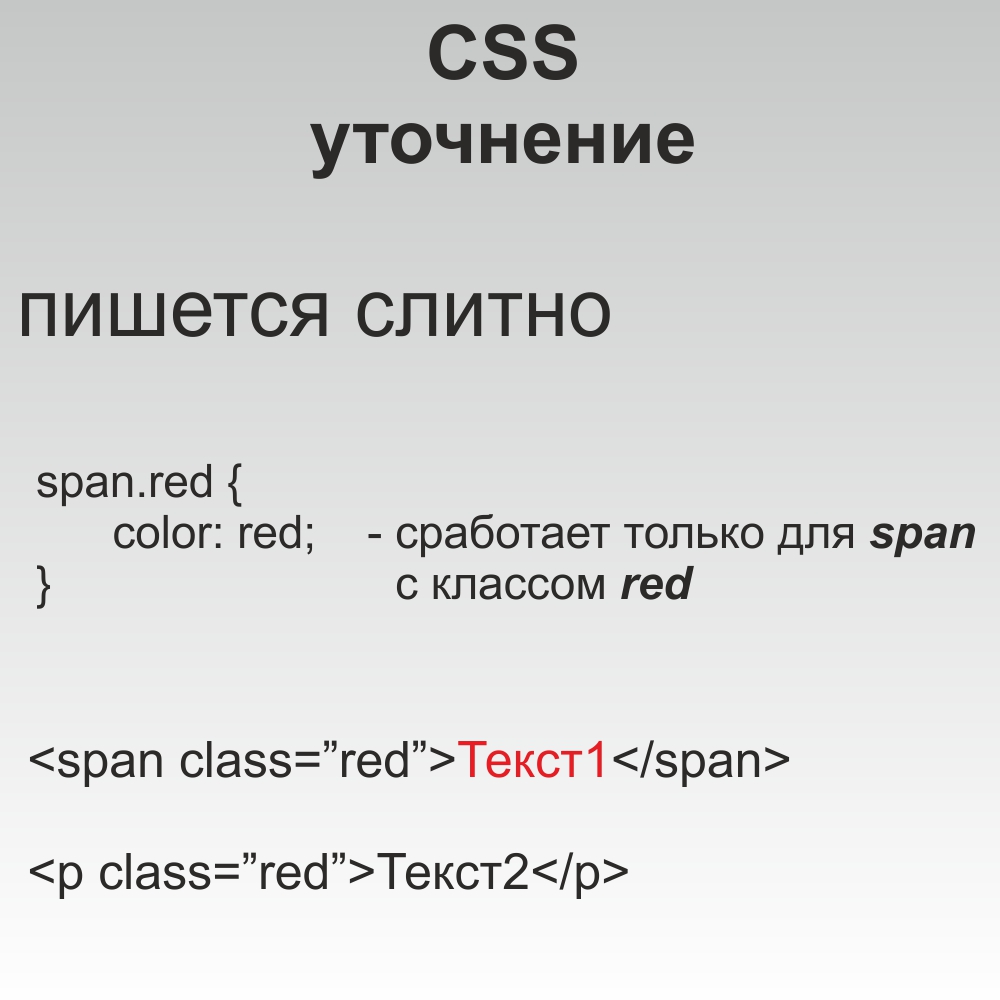 CSS
уточнение
пишется слитно
span.red {
color: red; - сработает только для span
} с классом red
<span class=”red”>Текст1</span>
<p class=”red”>Текст2</p>